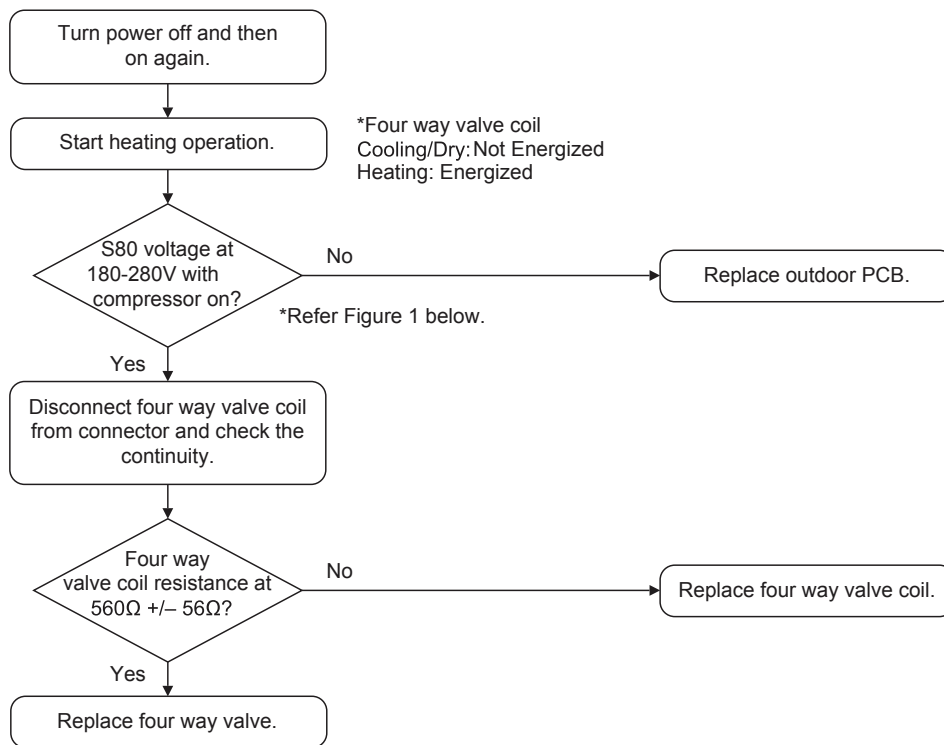 Turn power off and then
on again.
Start heating operation.
*Four way valve coil
Cooling/Dry: Not Energized
Heating: Energized
S80 voltage at
180-280V with
compressor on?
No
Replace outdoor PCB.
*Refer Figure 1 below.
Yes
Disconnect four way valve coil
from connector and check the
continuity.
Four way
valve coil resistance at
560Ω +/– 56Ω?
No
Replace four way valve coil.
Yes
Replace four way valve.